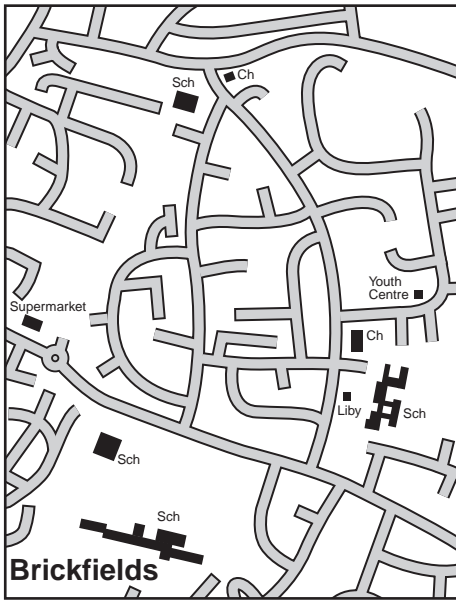 Ch
Sch
Youth
Centre
Supermarket
Ch
Liby
Sch
Sch
Sch
Brickfields